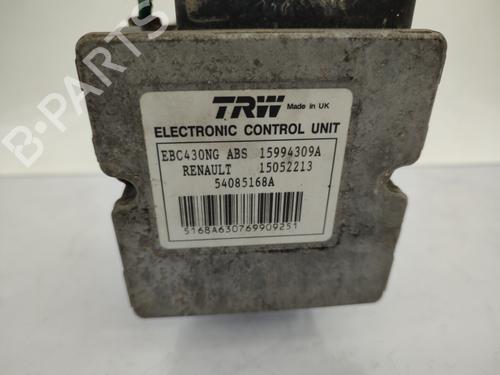 TRW Made in UK
ELECTRONIC CONTROL UNIT
EBC430NG ABS 15994309A
RENAULT 15052213
54085168A
5168A630769909251
B-PARTS